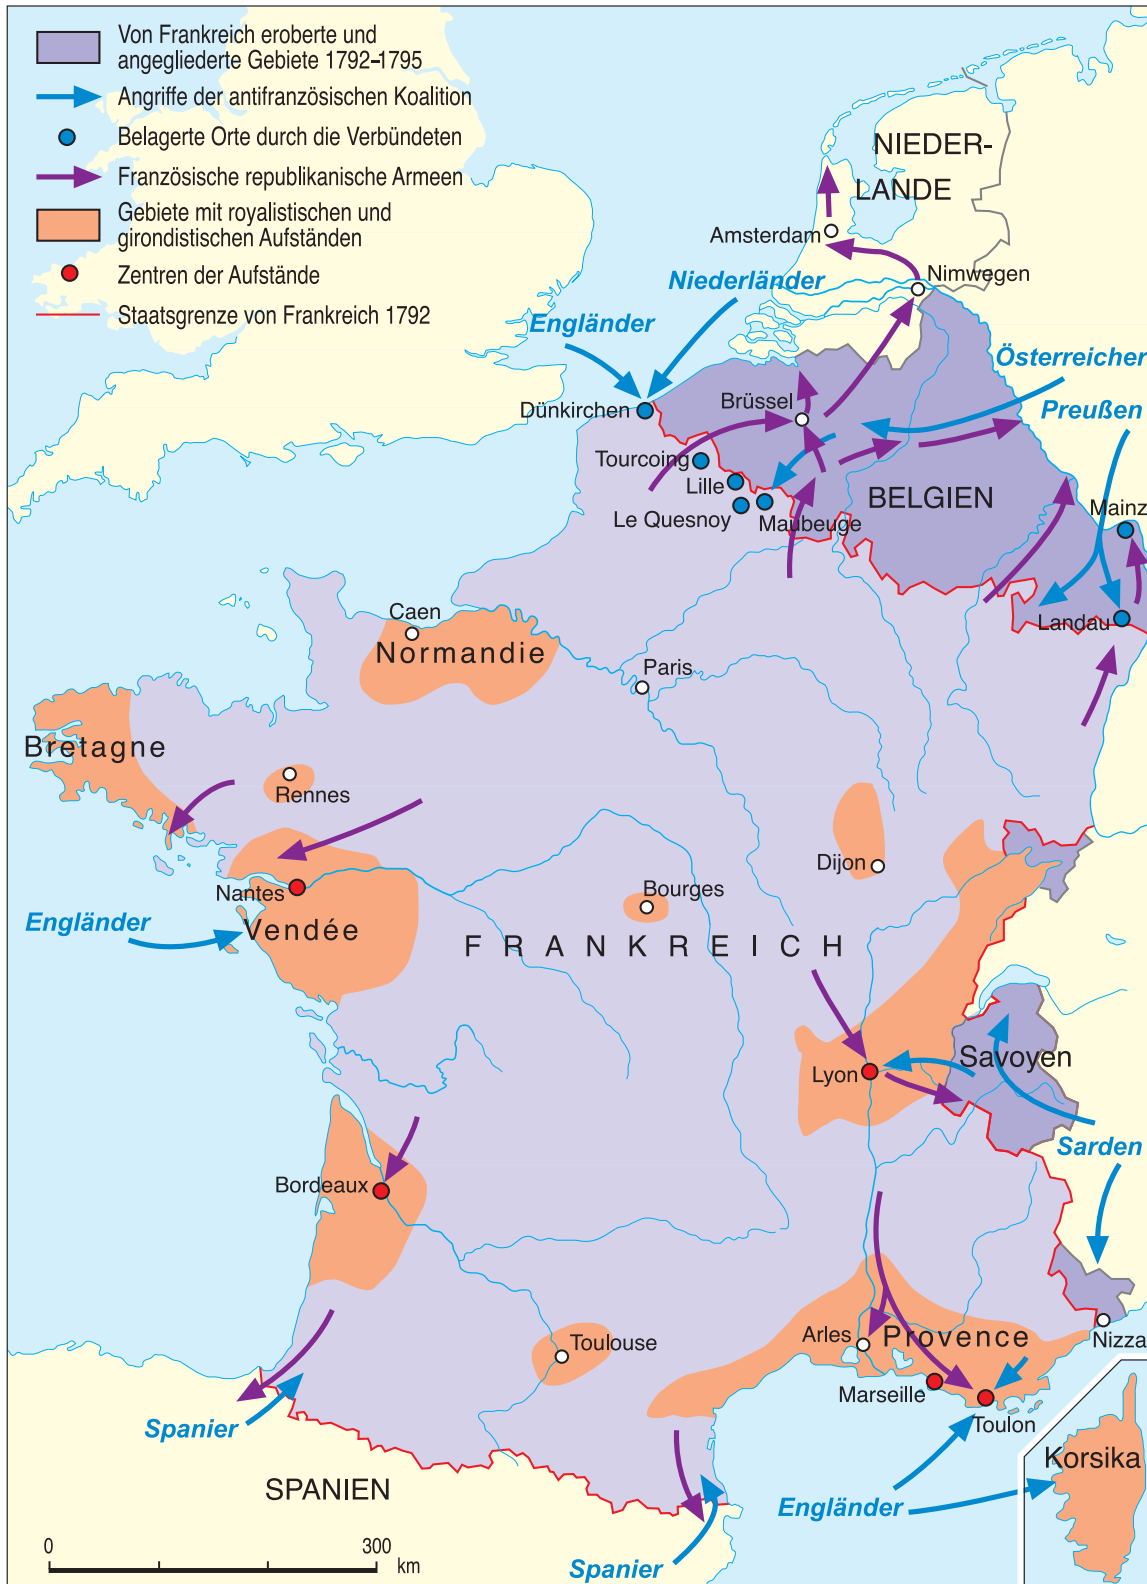 Von Frankreich eroberte und
angegliederte Gebiete 1792–1795
Angriffe der antifranzösischen Koalition
Belagerte Orte durch die Verbündeten
Französische republikanische Armeen
Gebiete mit royalistischen und
girondistischen Aufständen
Zentren der Aufstände
Staatsgrenze von Frankreich 1792
NIEDER-
LANDE
Amsterdam
Nimwegen
Niederländer
Engländer
Österreicher
Preußen
Dünkirchen
Brüssel
Tourcoing
Lille
Le Quesnoy
Maubeuge
BELGIEN
Mainz
Landau
Caen
Normandie
Paris
Bretagne
Rennes
Dijon
Nantes
Bourges
Engländer
Vendée
FRANKREICH
Savoyen
Lyon
Sarden
Bordeaux
Toulouse
Arles
Provence
Nizza
Marseille
Toulon
Spanier
Korsika
SPANIEN
Engländer
Spanier
0 300
km